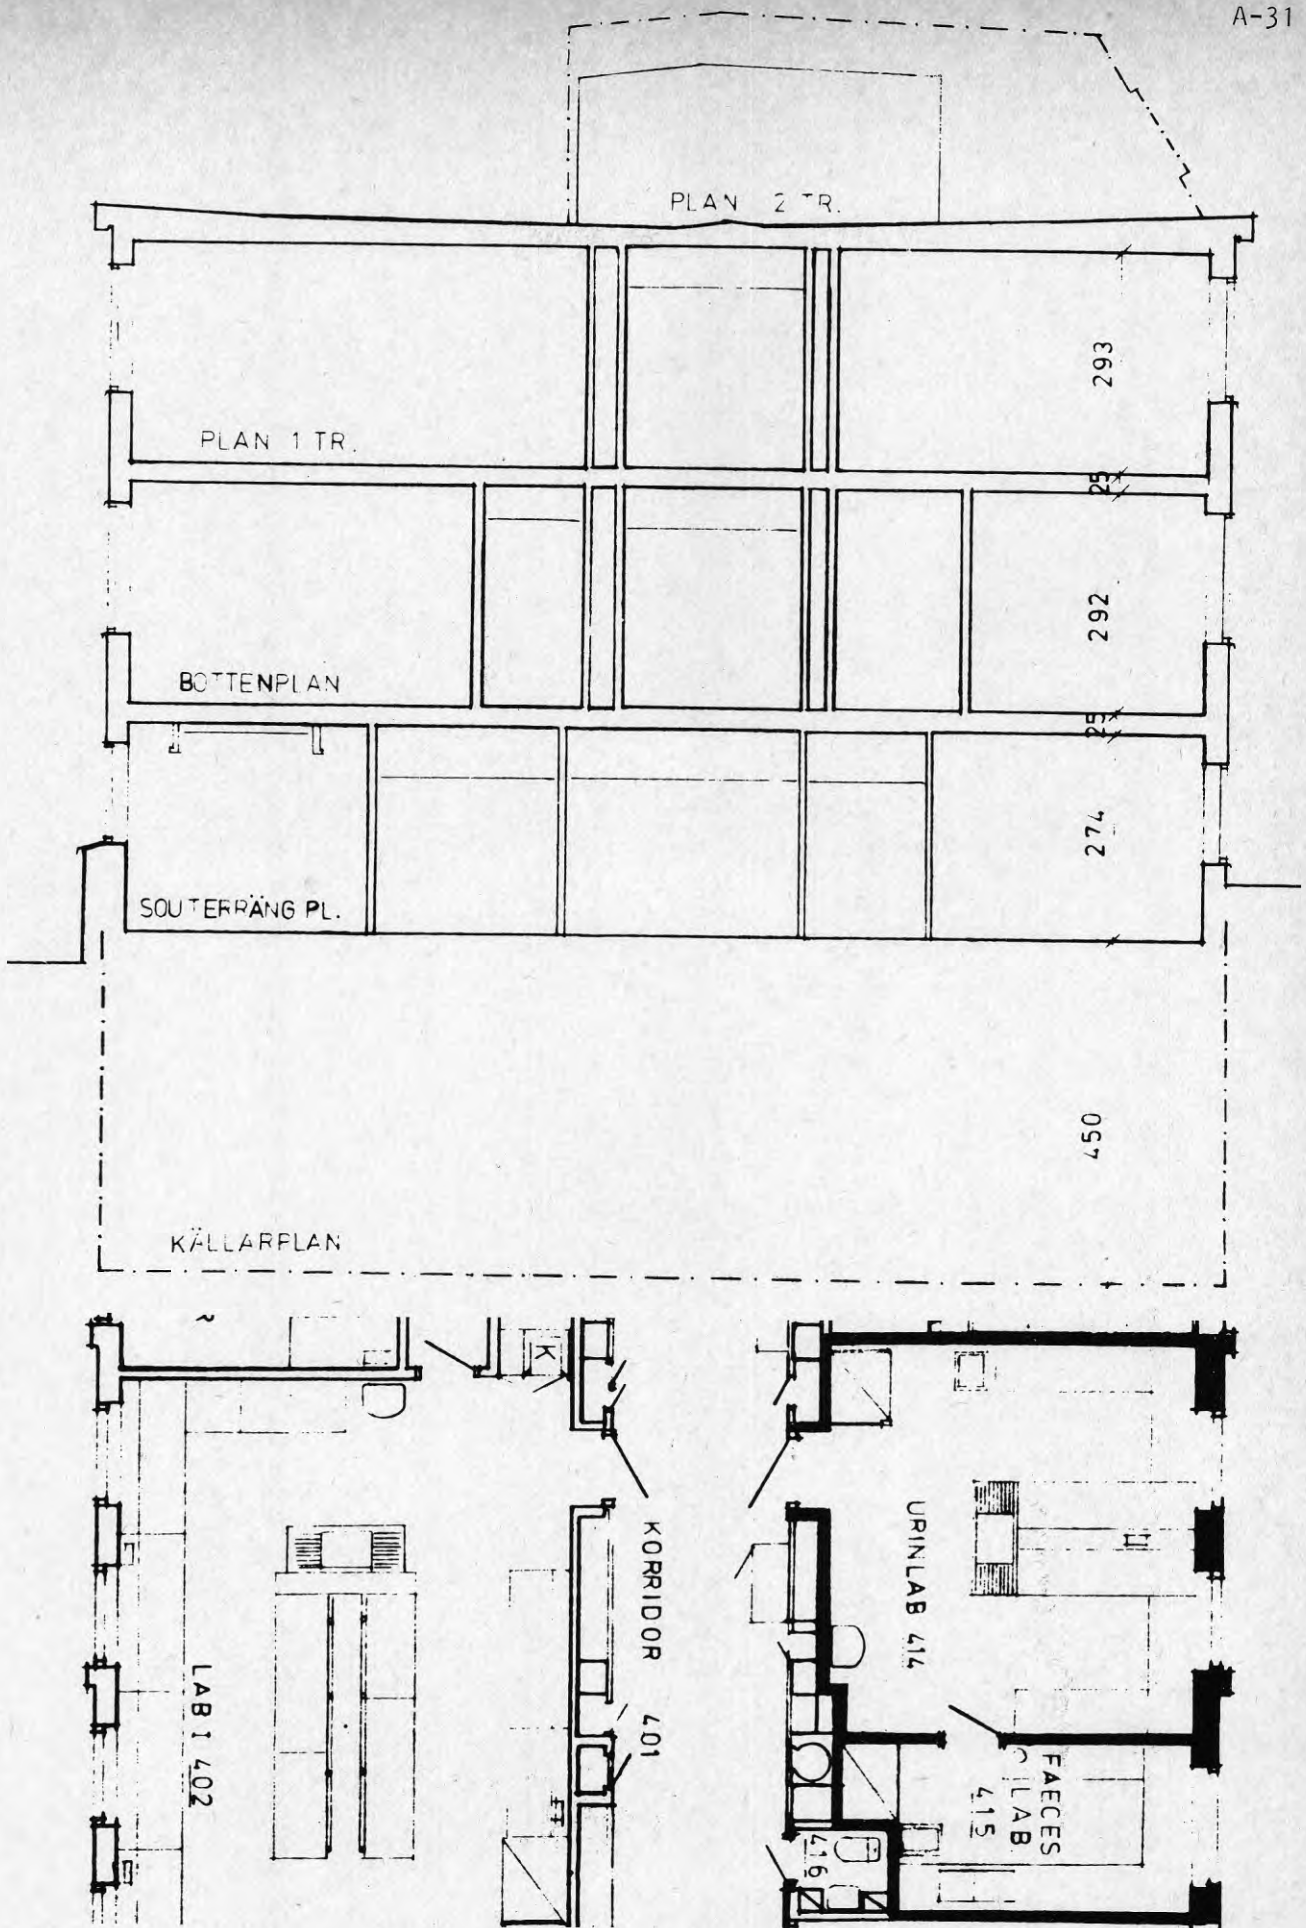 A-31
PLAN 2 TR.
293
PLAN 1 TR.
25
292
BOTTENPLAN
25
274
SOUTERRÄNG PL.
450
KÄLLARPLAN
K
KORRIDOR 401
URINLAB 414
LAB I 402
FAECES
LAB
415
416